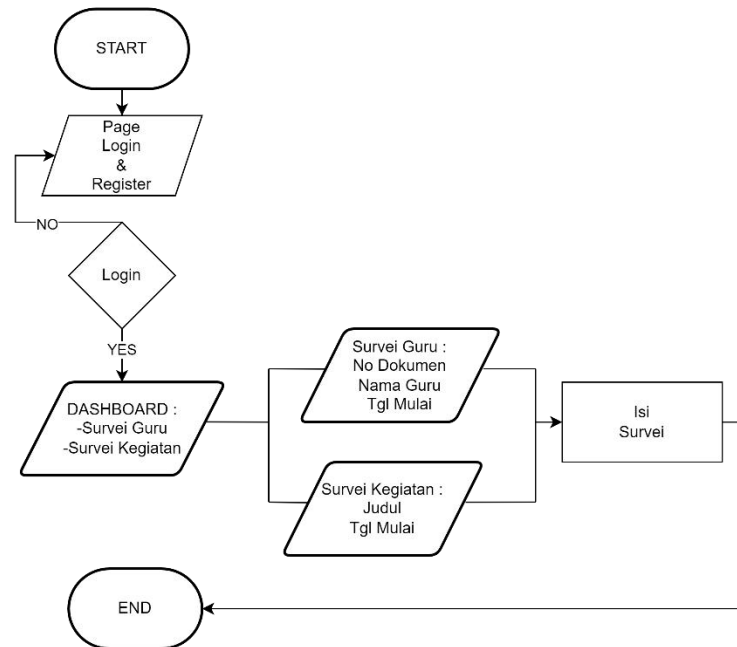 START
Page
Login
&
Register
NO
Login
YES
DASHBOARD :
-Survei Guru
-Survei Kegiatan
Survei Guru :
No Dokumen
Nama Guru
Tgl Mulai
Survei Kegiatan :
Judul
Tgl Mulai
Isi
Survei
END